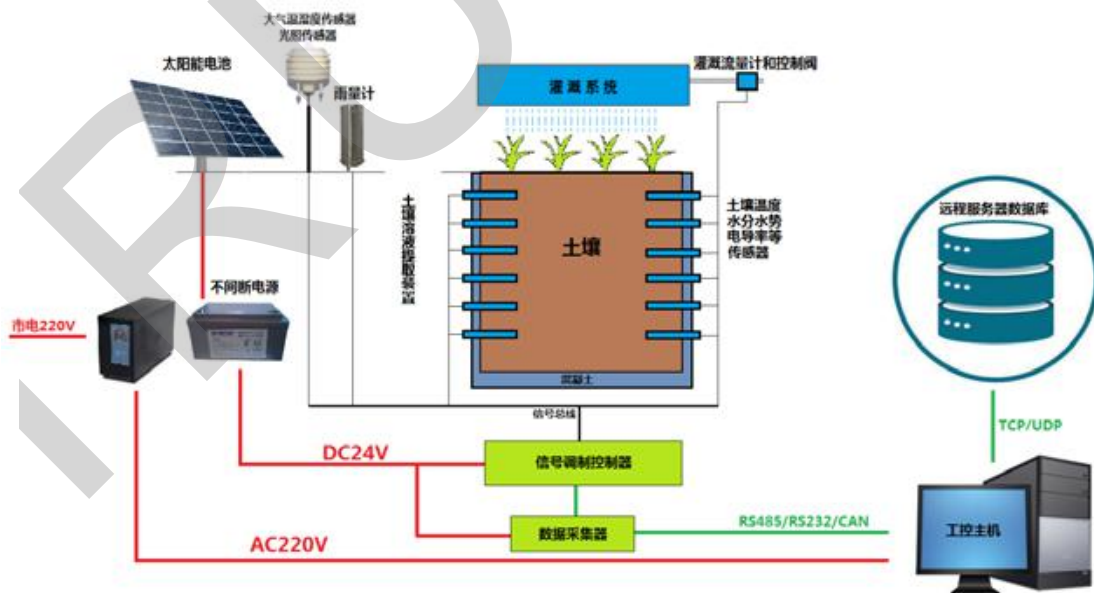 大气温湿度传感器
光照传感器
太阳能电池
雨量计
灌溉系统
灌溉流量计和控制阀
土壤溶液提取装置
土壤
土壤温度
水分水势
电导率等
传感器
远程服务器数据库
不间断电源
市电220V
混凝土
信号总线
TCP/UDP
DC24V
信号调制控制器
RS485/RS232/CAN
数据采集器
工控主机
AC220V